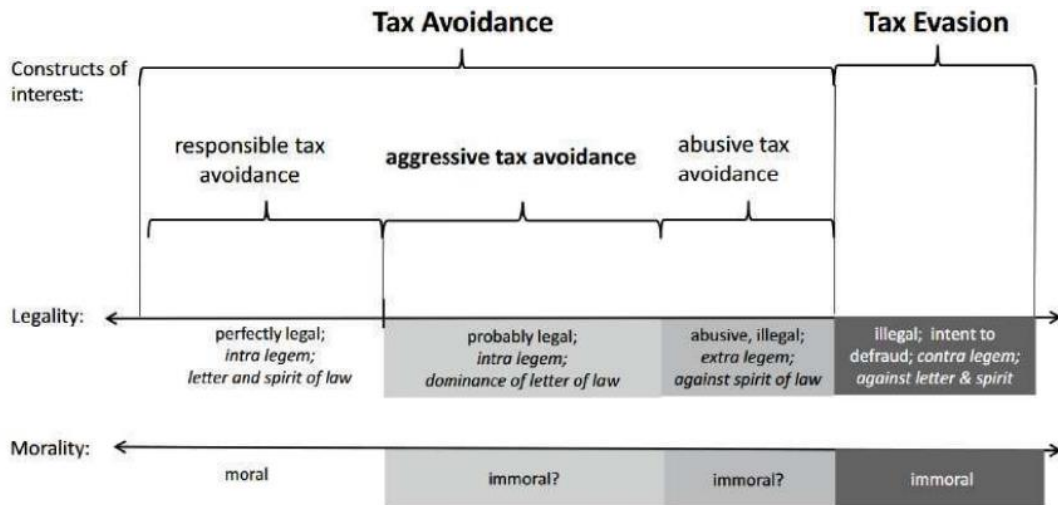 Tax Avoidance
Tax Evasion
Constructs of
interest:
responsible tax
avoidance
aggressive tax avoidance
abusive tax
avoidance
Legality:
perfectly legal;
intra legem;
letter and spirit of law
probably legal;
intra legem;
dominance of letter of law
abusive, illegal;
extra legem;
against spirit of law
illegal; intent to
defraud; contra legem;
against letter & spirit
Morality:
moral
immoral?
immoral?
immoral